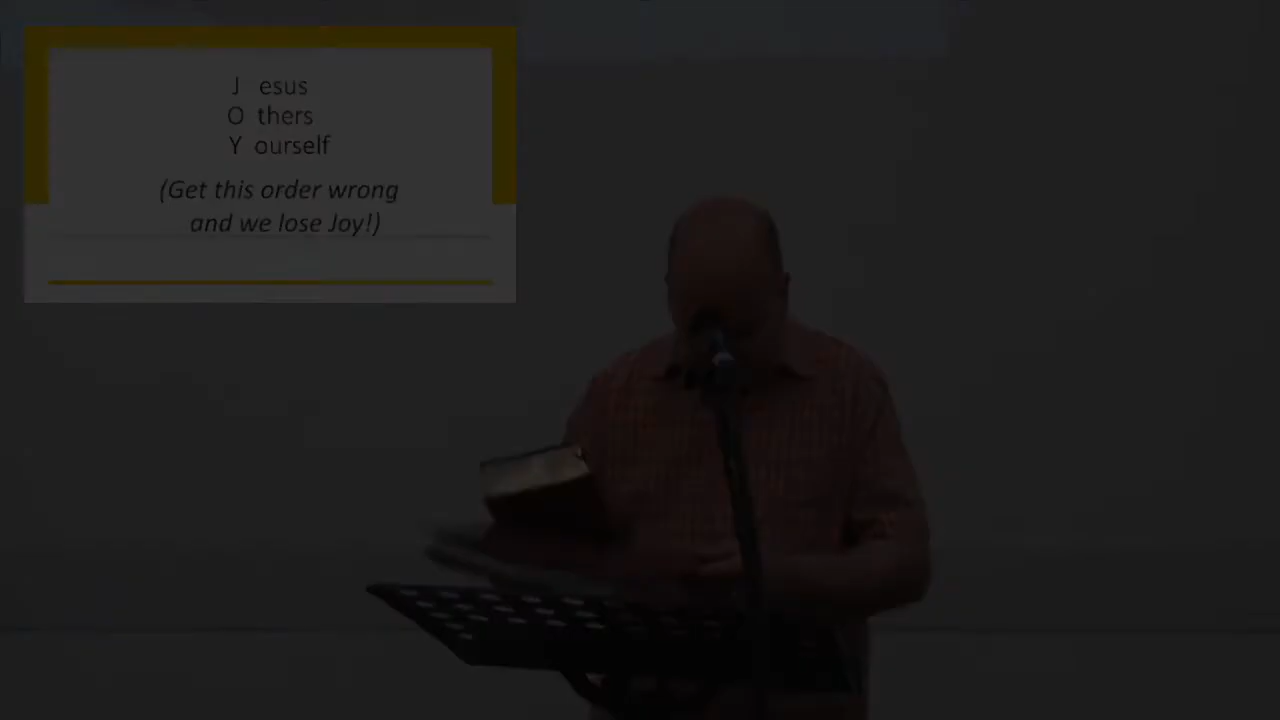 J esus
O thers
Y ourself
(Get this order wrong
and we lose Joy!)